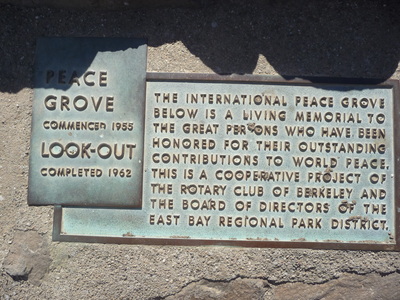 PEACE
GROVE
COMMENCED 1955
LOOK-OUT
COMPLETED 1962
THE INTERNATIONAL PEACE GROVE
BELOW IS A LIVING MEMORIAL TO
THE GREAT PERSONS WHO HAVE BEEN
HONORED FOR THEIR OUTSTANDING
CONTRIBUTIONS TO WORLD PEACE.
THIS IS A COOPERATIVE PROJECT OF
THE ROTARY CLUB OF BERKELEY AND
THE BOARD OF DIRECTORS OF THE
EAST BAY REGIONAL PARK DISTRICT.